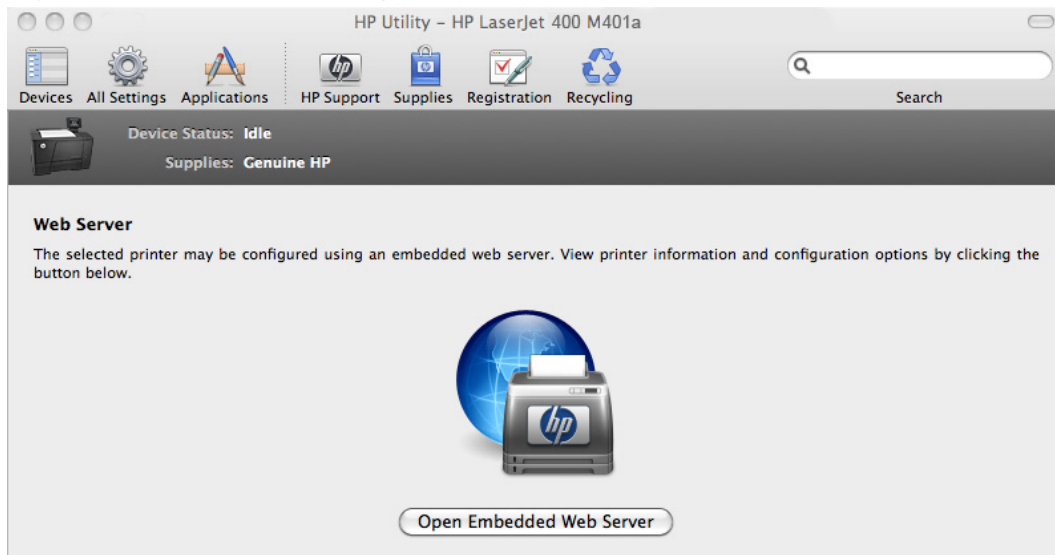 HP Utility – HP LaserJet 400 M401a
Devices All Settings Applications HP Support Supplies Registration Recycling Search
Device Status: Idle
Supplies: Genuine HP
Web Server
The selected printer may be configured using an embedded web server. View printer information and configuration options by clicking the
button below.
hp
Open Embedded Web Server